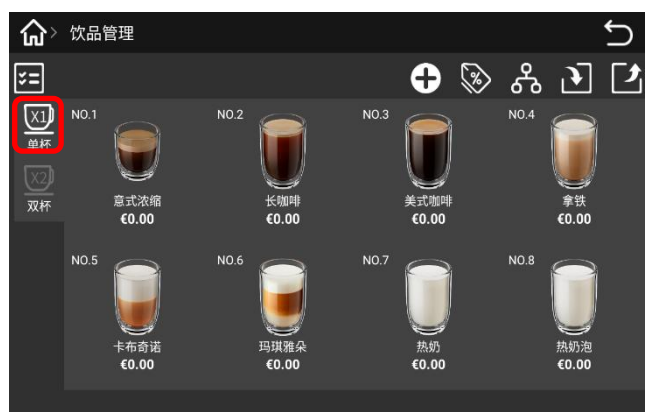 饮品管理
%
X1
单杯
X2
双杯
NO.1
意式浓缩
€0.00
NO.2
长咖啡
€0.00
NO.3
美式咖啡
€0.00
NO.4
拿铁
€0.00
NO.5
卡布奇诺
€0.00
NO.6
玛琪雅朵
€0.00
NO.7
热奶
€0.00
NO.8
热奶泡
€0.00